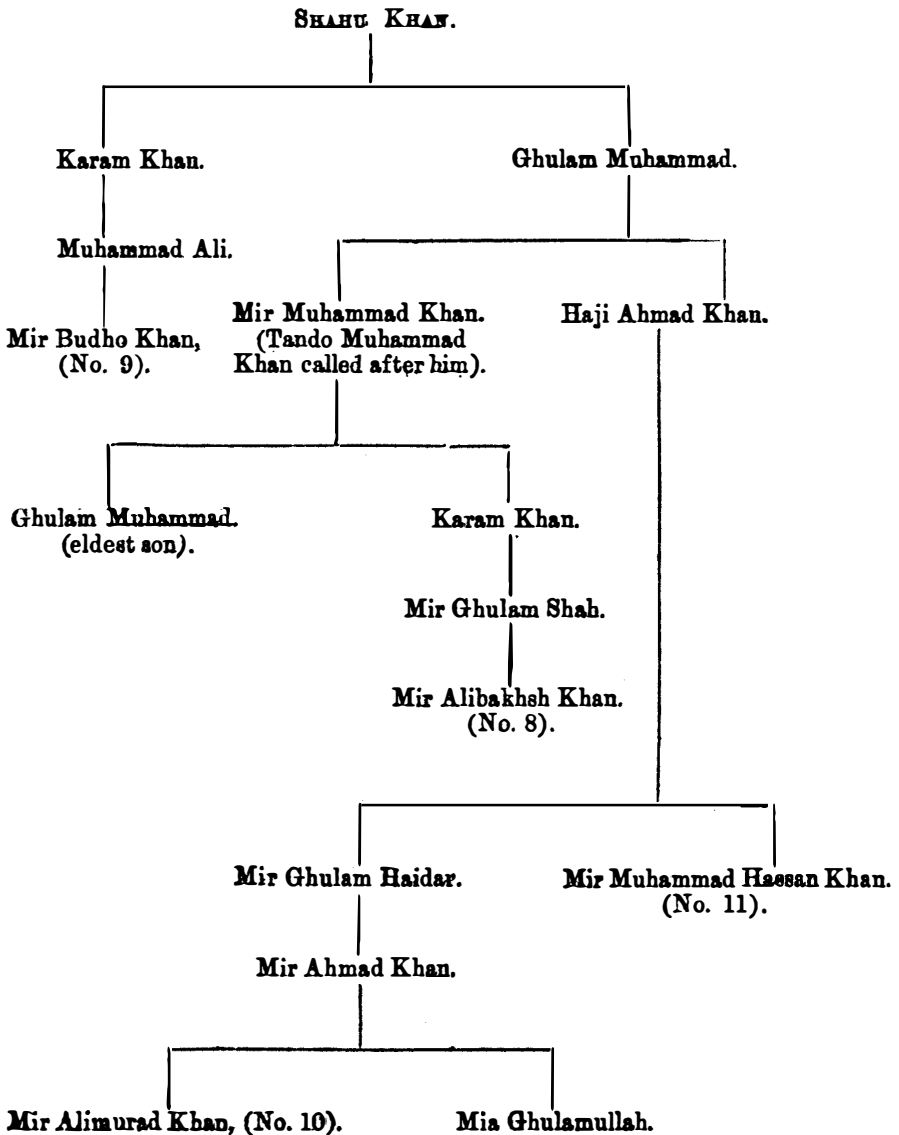 SHAHU KHAN.
Karam Khan.
Ghulam Muhammad.
Muhammad Ali.
Mir Budho Khan,
(No. 9).
Mir Muhammad Khan.
(Tando Muhammad
Khan called after him).
Haji Ahmad Khan.
Ghulam Muhammad.
(eldest son).
Karam Khan.
Mir Ghulam Shah.
Mir Alibakhsh Khan.
(No. 8).
Mir Ghulam Haidar.
Mir Muhammad Hassan Khan.
(No. 11).
Mir Ahmad Khan.
Mir Alimurad Khan, (No. 10).
Mia Ghulamullah.